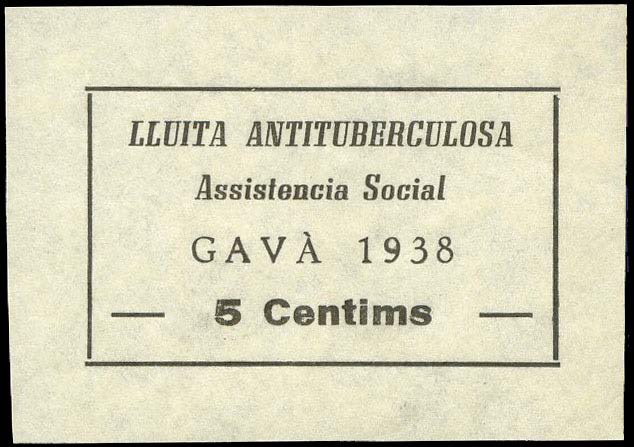 LLUITA ANTITUBERCULOSA
Assistencia Social
GAVÀ 1938
— 5 Centims —